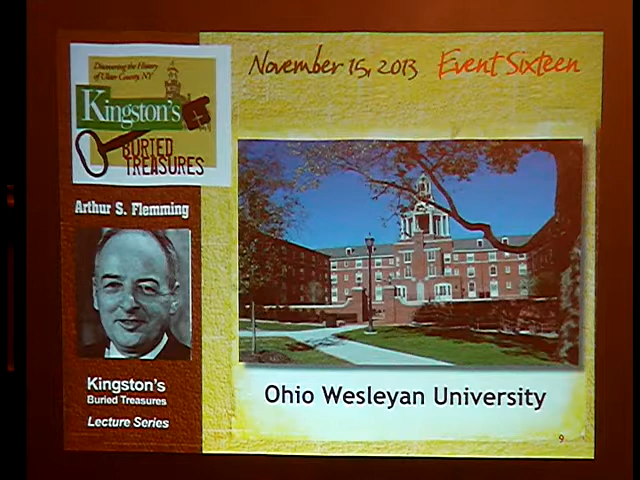 November 15, 2013 Event Sixteen
Discovering the History
of Ulster County, NY
Kingston's
BURIED
TREASURES
Arthur S. Flemming
Kingston's
Buried Treasures
Lecture Series
Ohio Wesleyan University
9